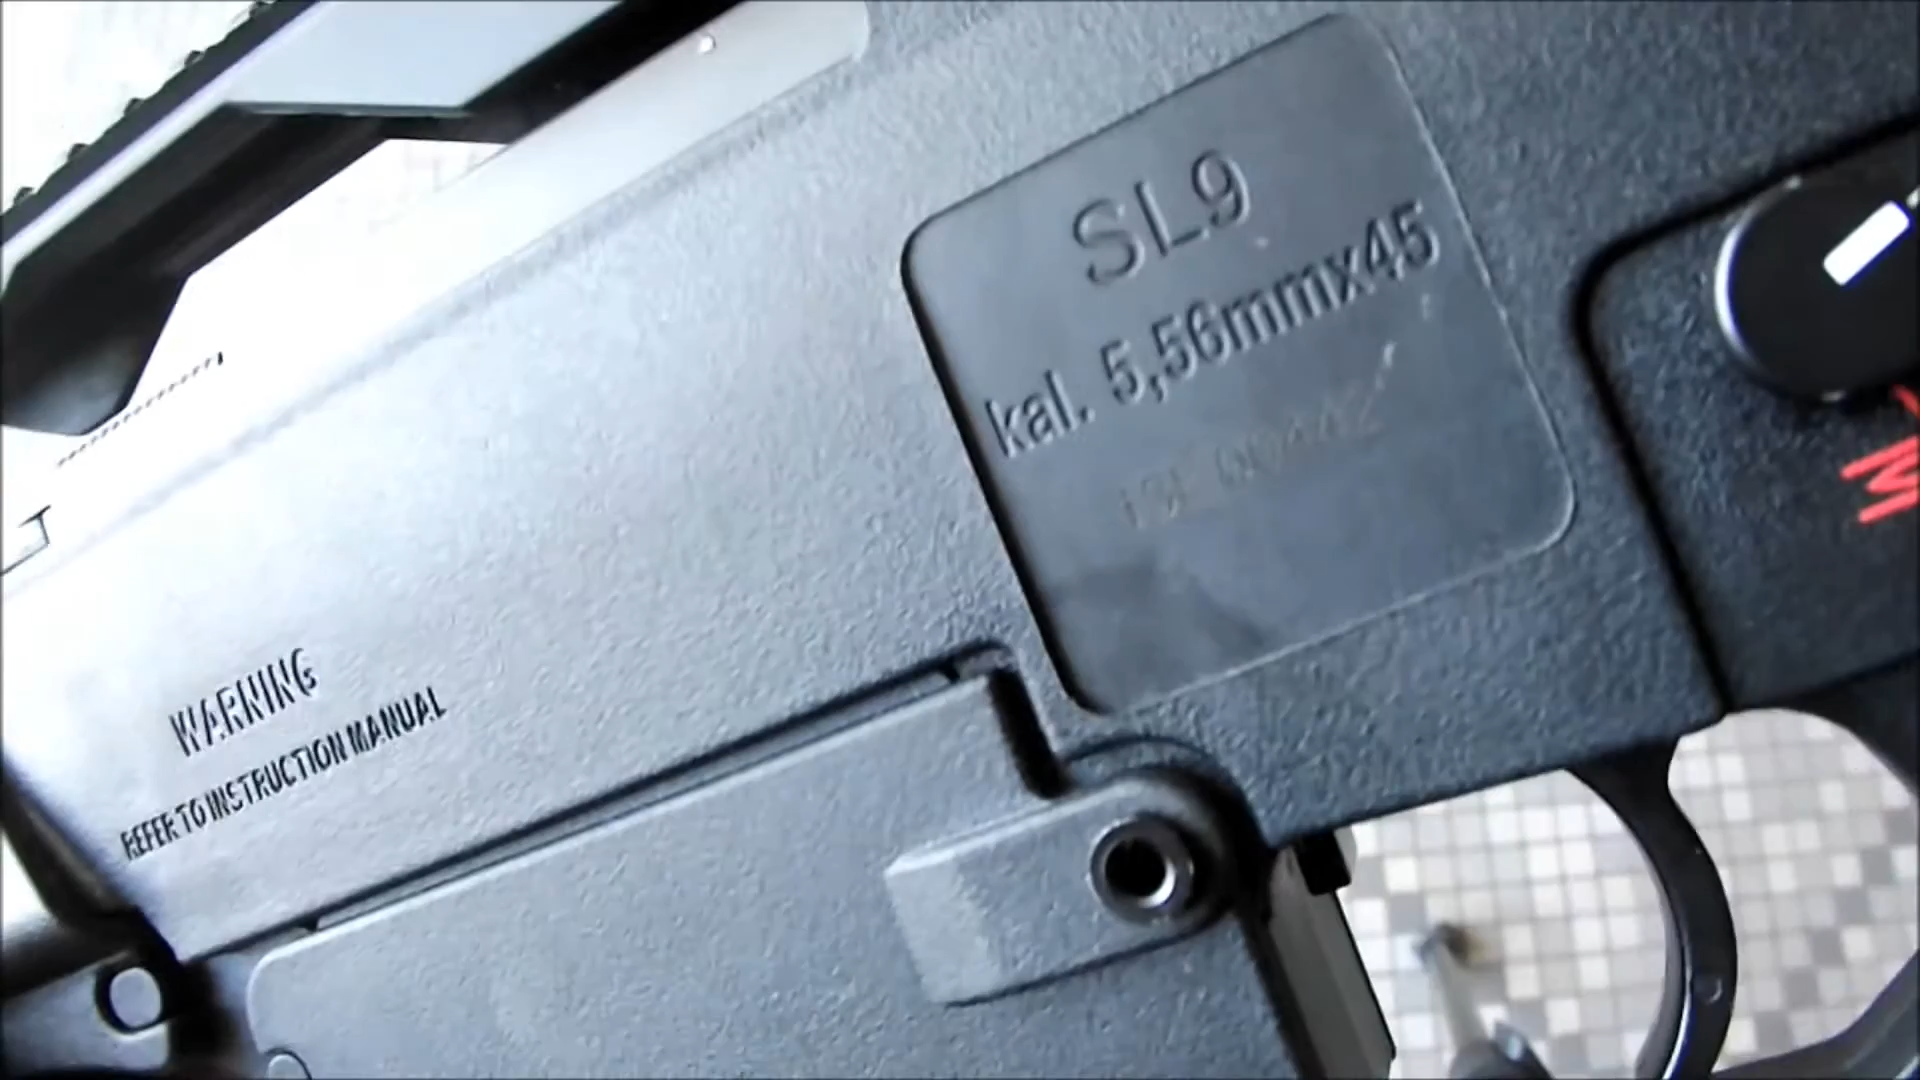 SL9
kal. 5,56mmx45
WARNING
REFER TO INSTRUCTION MANUAL